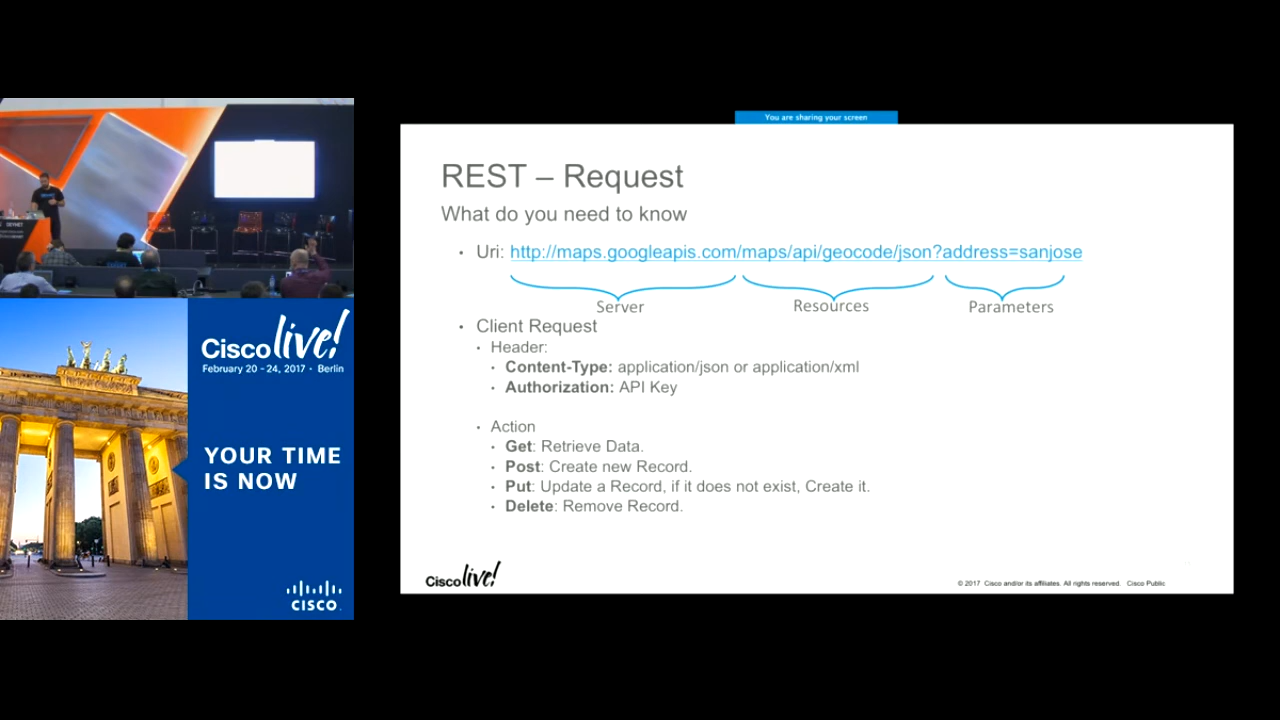 You are sharing your screen
REST – Request
What do you need to know
Uri: http://maps.googleapis.com/maps/api/geocode/json?address=sanjose
Server
Resources
Parameters
Client Request
Header:
Content-Type: application/json or application/xml
Authorization: API Key
Action
Get: Retrieve Data.
Post: Create new Record.
Put: Update a Record, if it does not exist, Create it.
Delete: Remove Record.
Cisco live!
© 2017 Cisco and/or its affiliates. All rights reserved. Cisco Public
Cisco live!
February 20 - 24, 2017 • Berlin
YOUR TIME
IS NOW
CISCO